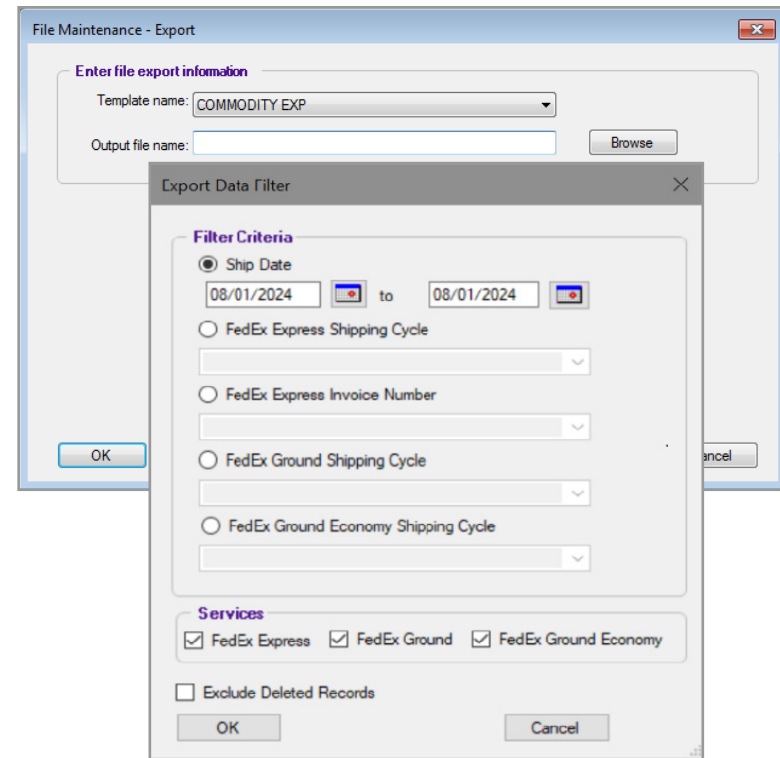 File Maintenance - Export
Enter file export information
Template name: COMMODITY EXP
Output file name: Browse
Export Data Filter
Filter Criteria
Ship Date
08/01/2024 to 08/01/2024
FedEx Express Shipping Cycle
FedEx Express Invoice Number
FedEx Ground Shipping Cycle
OK ancel
FedEx Ground Economy Shipping Cycle
Services
FedEx Express FedEx Ground FedEx Ground Economy
Exclude Deleted Records
OK Cancel